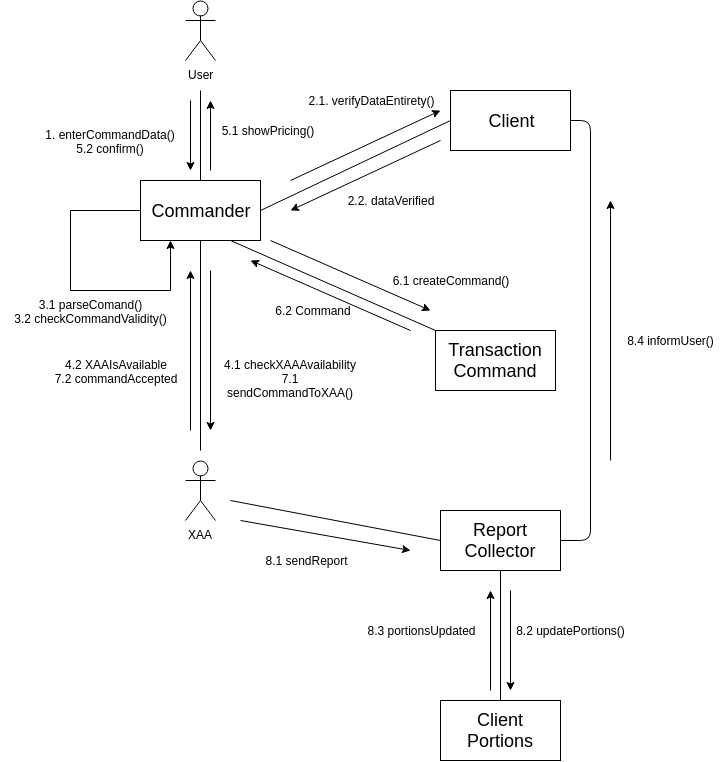 User
1. enterCommandData()
5.2 confirm()
5.1 showPricing()
2.1. verifyDataEntirety()
Client
2.2. dataVerified
Commander
3.1 parseComand()
3.2 checkCommandValidity()
6.1 createCommand()
6.2 Command
Transaction
Command
8.4 informUser()
4.2 XAAIsAvailable
7.2 commandAccepted
4.1 checkXAAAvailability
7.1
sendCommandToXAA()
XAA
8.1 sendReport
Report
Collector
8.3 portionsUpdated
8.2 updatePortions()
Client
Portions